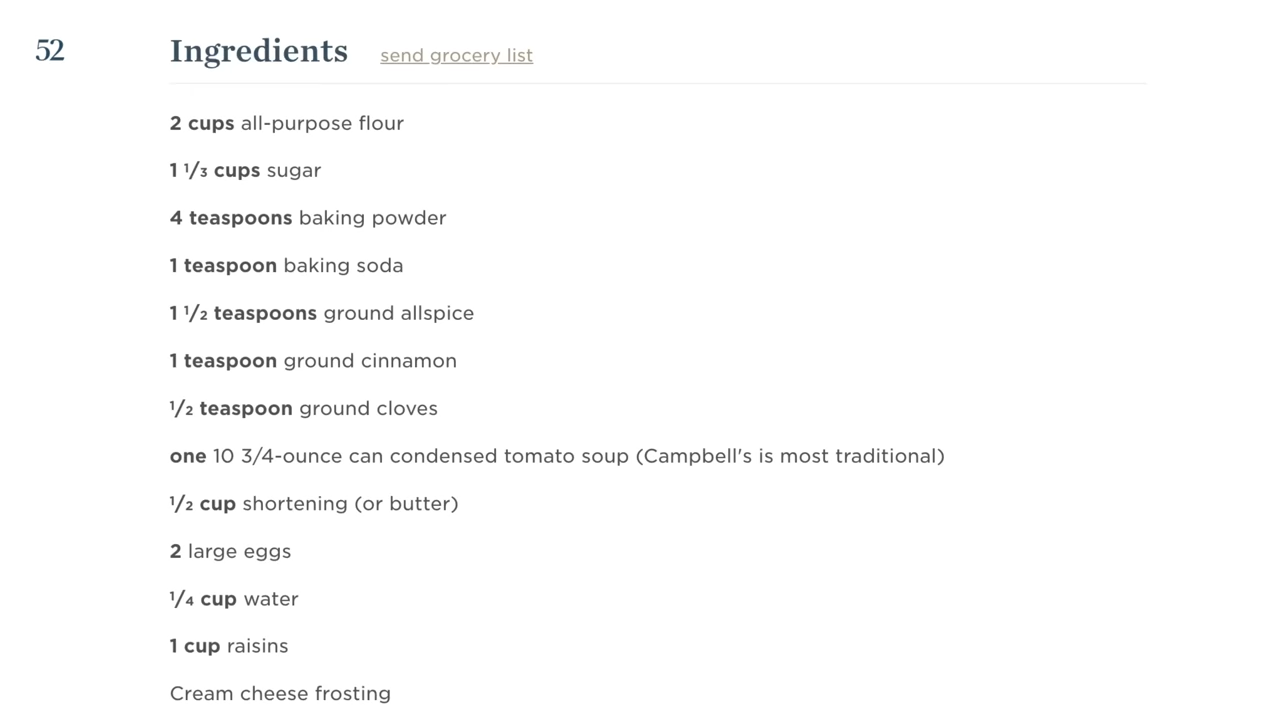 52
Ingredients send grocery list
2 cups all-purpose flour
1 1/3 cups sugar
4 teaspoons baking powder
1 teaspoon baking soda
1 1/2 teaspoons ground allspice
1 teaspoon ground cinnamon
1/2 teaspoon ground cloves
one 10 3/4-ounce can condensed tomato soup (Campbell's is most traditional)
1/2 cup shortening (or butter)
2 large eggs
1/4 cup water
1 cup raisins
Cream cheese frosting